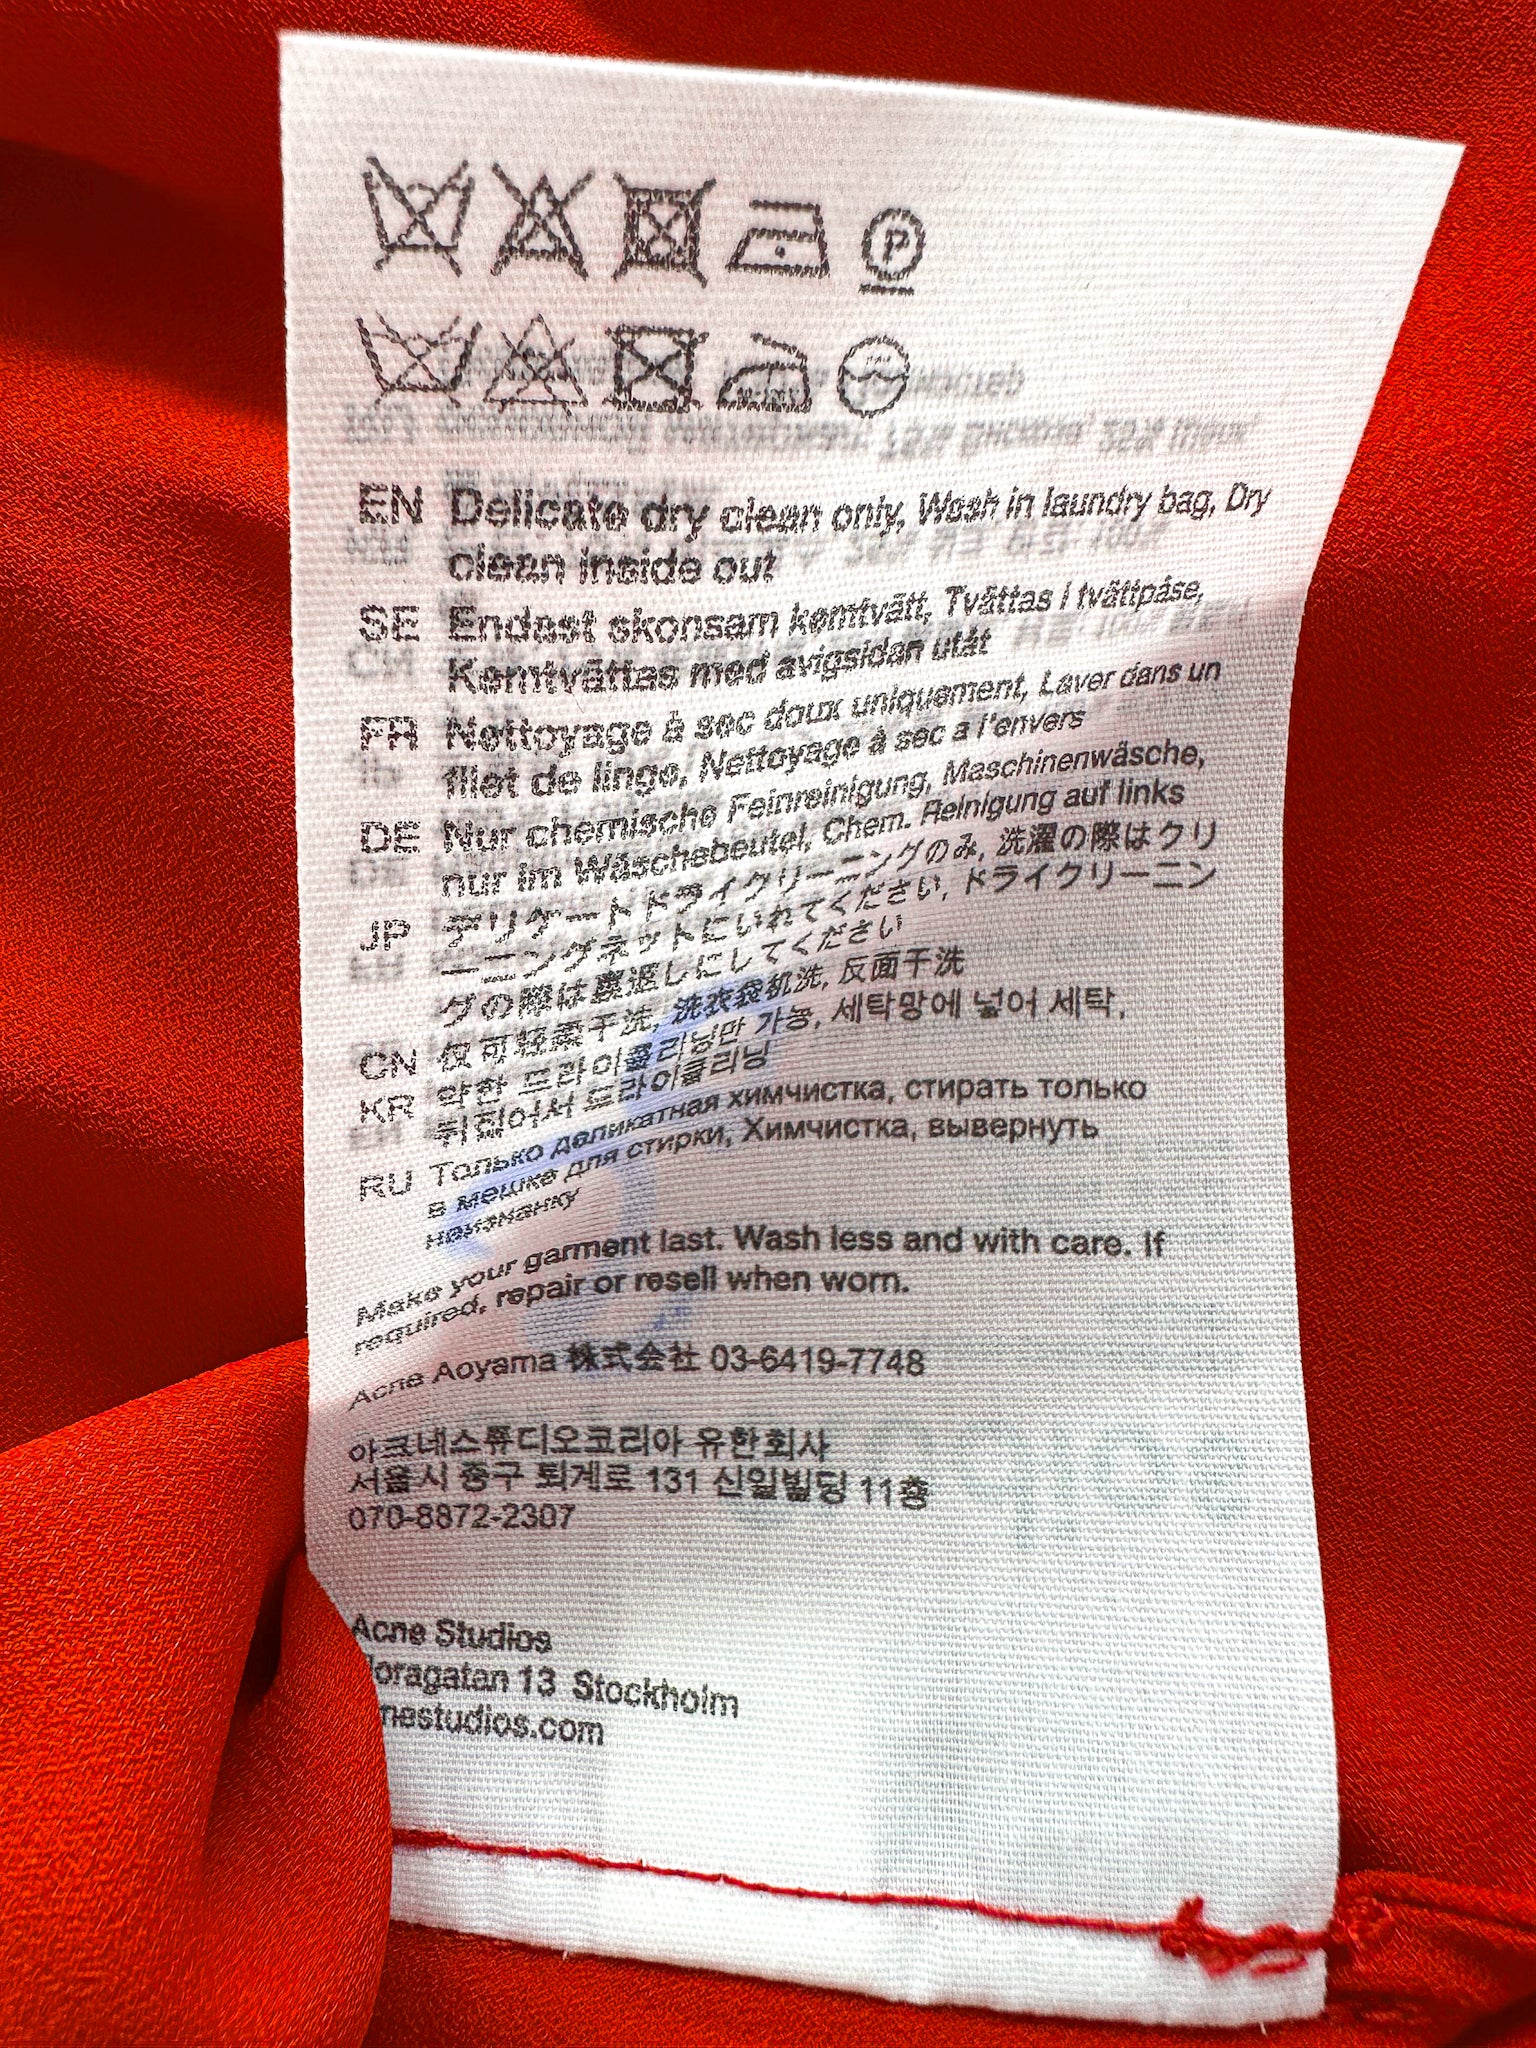 P
EN Delicate dry clean only, Wash in laundry bag, Dry
clean inside out
SE Endast skonsam kemtvätt, Tvättas i tvättpåse,
Kemtvättas med avigsidan utåt
FR Nettoyage à sec doux uniquement, Laver dans un
filet de linge, Nettoyage à sec a l'envers
DE Nur chemische Feinreinigung, Maschinenwäsche,
nur im Wäschebeutel, Chem. Reinigung auf links
JP デリケートドライクリーニングのみ, 洗濯の際はクリ
ーニングネットにいれてください, ドライクリーニン
グの際は裏返しにしてください
CN 仅可轻柔干洗, 洗衣袋机洗, 反面干洗
KR 약한 드라이클리닝만 가능, 세탁망에 넣어 세탁,
뒤집어서 드라이클리닝
RU Только деликатная химчистка, стирать только
в мешке для стирки, Химчистка, вывернуть
наизнанку
Make your garment last. Wash less and with care. If
required, repair or resell when worn.
Acne Aoyama 株式会社 03-6419-7748
아크네스튜디오코리아 유한회사
서울시 중구 퇴계로 131 신일빌딩 11층
070-8872-2307
Acne Studios
oragatan 13 Stockholm
nestudios.com